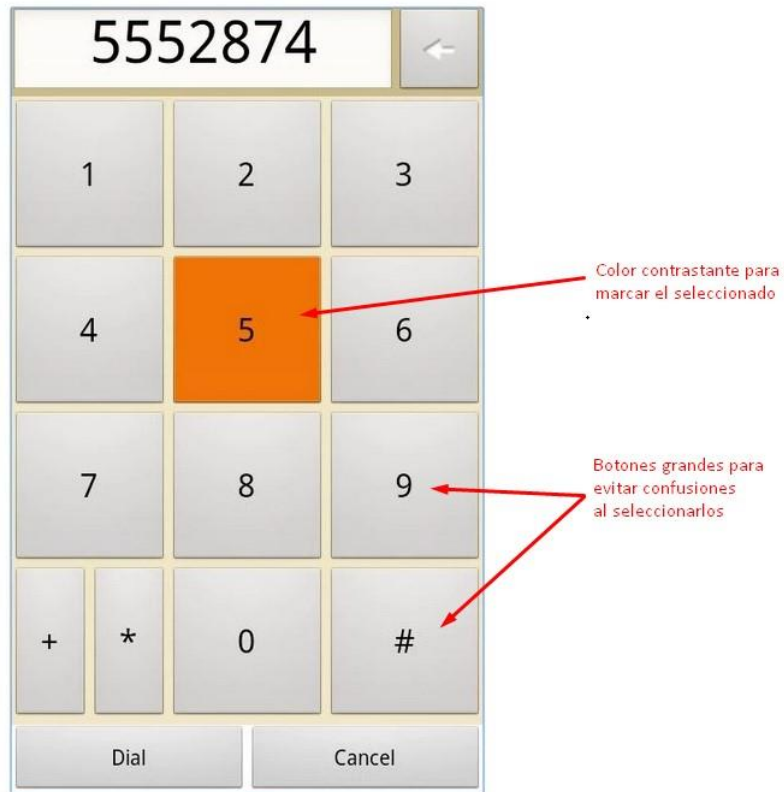 5552874
1 2 3
4 5 6
7 8 9
+ * 0 #
Dial Cancel
Color contrastante para
marcar el seleccionado
Botones grandes para
evitar confusiones
al seleccionarlos